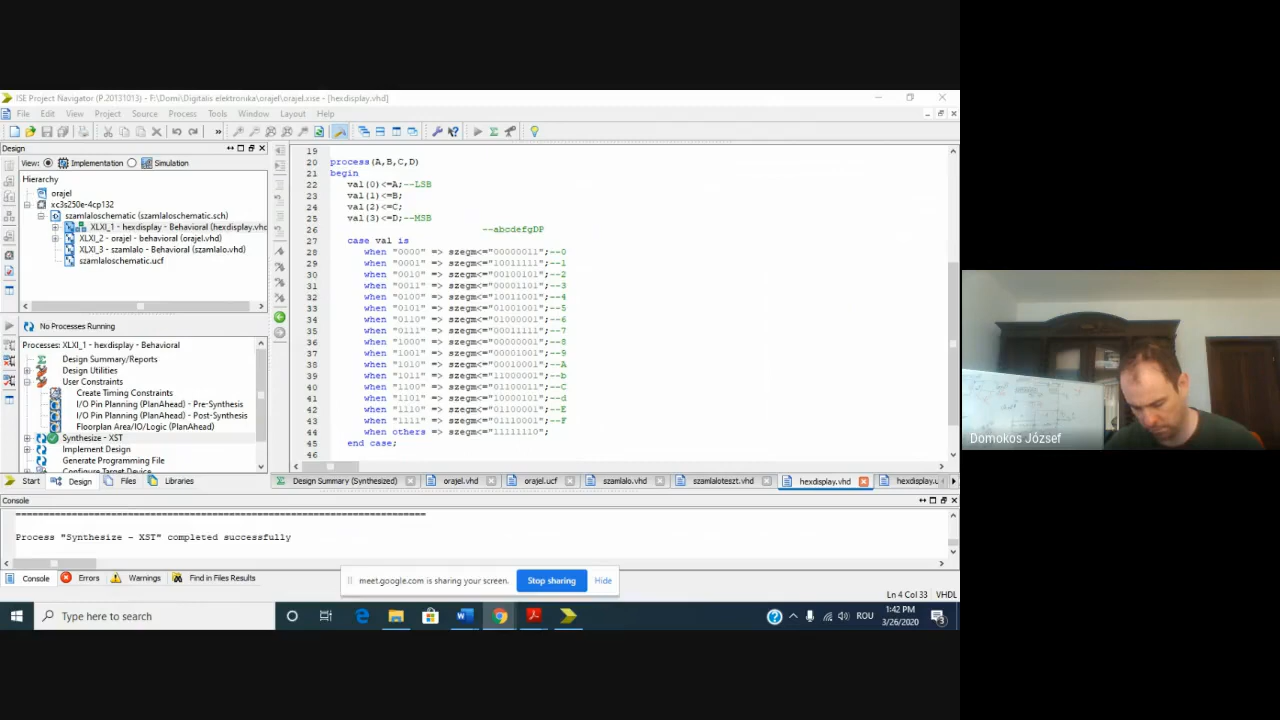 ISE Project Navigator (P.20131013) - F:\Domi\Digitalis elektronika\orajel\orajel.xise - [hexdisplay.vhd]
File Edit View Project Source Process Tools Window Layout Help
Design
View: Implementation Simulation
Hierarchy
orajel
xc3s250e-4cp132
szamlaloschematic (szamlaloschematic.sch)
XLXI_1 - hexdisplay - Behavioral (hexdisplay.vhd
XLXI_2 - orajel - behavioral (orajel.vhd)
XLXI_3 - szamlalo - Behavioral (szamlalo.vhd)
szamlaloschematic.ucf
No Processes Running
Processes: XLXI_1 - hexdisplay - Behavioral
Design Summary/Reports
Design Utilities
User Constraints
Create Timing Constraints
I/O Pin Planning (PlanAhead) - Pre-Synthesis
I/O Pin Planning (PlanAhead) - Post-Synthesis
Floorplan Area/IO/Logic (PlanAhead)
Synthesize - XST
Implement Design
Generate Programming File
Configure Target Device
Start Design Files Libraries
19
20 process(A,B,C,D)
21 begin
22 val(0)<=A;--LSB
23 val(1)<=B;
24 val(2)<=C;
25 val(3)<=D;--MSB
26 --abcdefgDP
27 case val is
28 when "0000" => szegm<="00000011";--0
29 when "0001" => szegm<="10011111";--1
30 when "0010" => szegm<="00100101";--2
31 when "0011" => szegm<="00001101";--3
32 when "0100" => szegm<="10011001";--4
33 when "0101" => szegm<="01001001";--5
34 when "0110" => szegm<="01000001";--6
35 when "0111" => szegm<="00011111";--7
36 when "1000" => szegm<="00000001";--8
37 when "1001" => szegm<="00001001";--9
38 when "1010" => szegm<="00010001";--A
39 when "1011" => szegm<="11000001";--b
40 when "1100" => szegm<="01100011";--C
41 when "1101" => szegm<="10000101";--d
42 when "1110" => szegm<="01100001";--E
43 when "1111" => szegm<="01110001";--F
44 when others => szegm<="11111110";
45 end case;
46
Design Summary (Synthesized) orajel.vhd orajel.ucf szamlalo.vhd szamlaloteszt.vhd hexdisplay.vhd hexdisplay.u
Console
Process "Synthesize - XST" completed successfully
Console Errors Warnings Find in Files Results
meet.google.com is sharing your screen. Stop sharing Hide
Ln 4 Col 33 VHDL
Type here to search
ROU
1:42 PM
3/26/2020
3
Domokos József